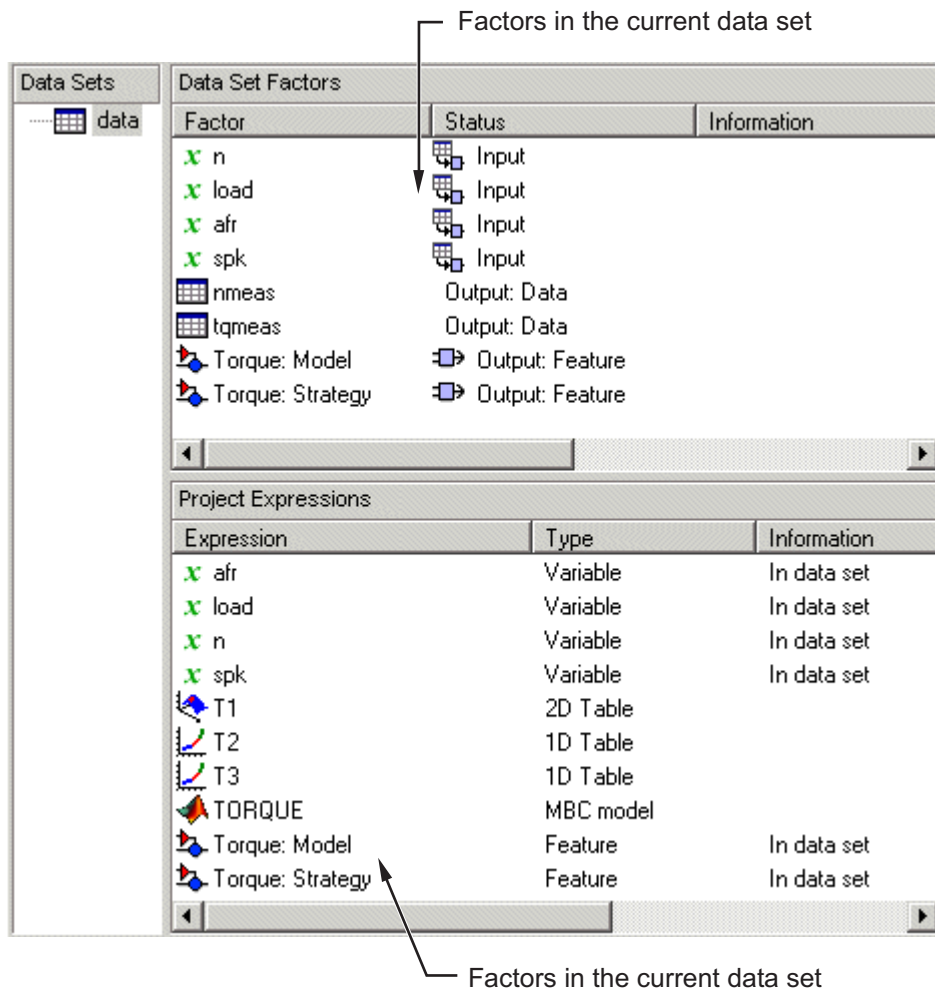 Factors in the current data set
Data Sets
data
Data Set Factors
Factor Status Information
x n Input
x load Input
x afr Input
x spk Input
nmeas Output: Data
tqmeas Output: Data
Torque: Model Output: Feature
Torque: Strategy Output: Feature
Project Expressions
Expression Type Information
x afr Variable In data set
x load Variable In data set
x n Variable In data set
x spk Variable In data set
T1 2D Table
T2 1D Table
T3 1D Table
TORQUE MBC model
Torque: Model Feature In data set
Torque: Strategy Feature In data set
Factors in the current data set